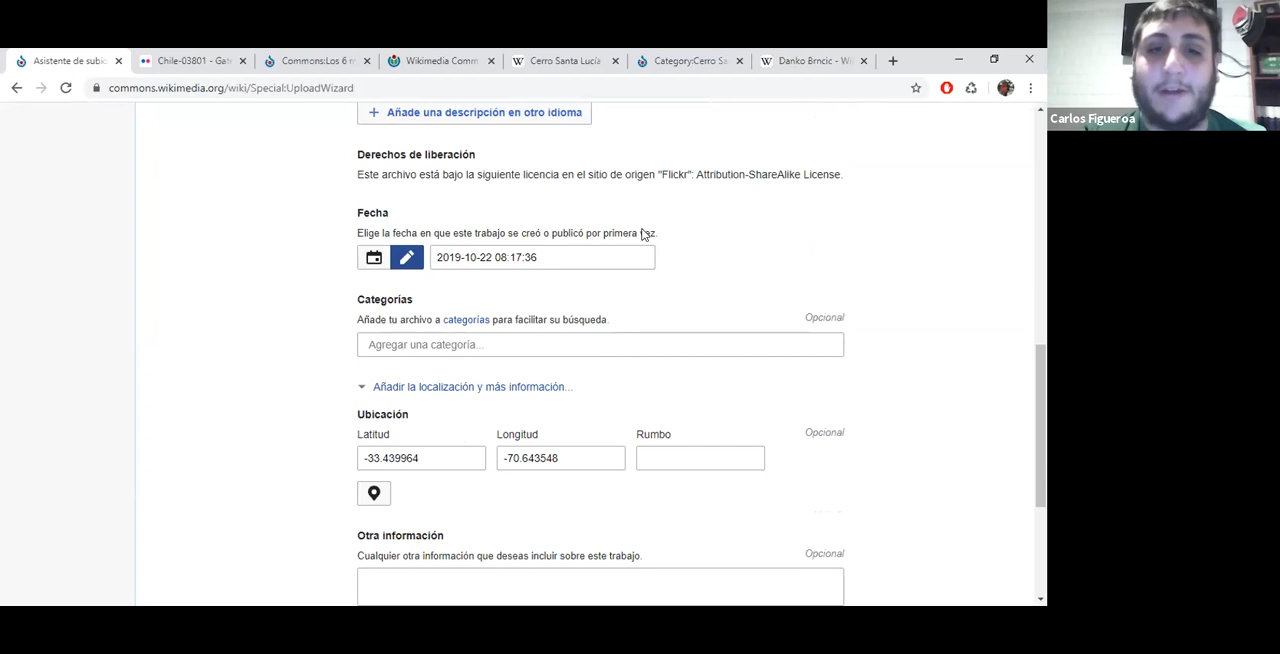 Asistente de subi
Chile-03801 - Gat
Commons:Los 6 m
Wikimedia Comm
Cerro Santa Lucía
Category:Cerro Sa
Danko Brncic - Wi
commons.wikimedia.org/wiki/Special:UploadWizard
Carlos Figueroa
+ Añade una descripción en otro idioma
Derechos de liberación
Este archivo está bajo la siguiente licencia en el sitio de origen "Flickr": Attribution-ShareAlike License.
Fecha
Elige la fecha en que este trabajo se creó o publicó por primera vez.
2019-10-22 08:17:36
Categorías
Añade tu archivo a categorías para facilitar su búsqueda. Opcional
Agregar una categoría...
Añadir la localización y más información...
Ubicación
Latitud Longitud Rumbo Opcional
-33.439964 -70.643548
Otra información
Cualquier otra información que deseas incluir sobre este trabajo. Opcional